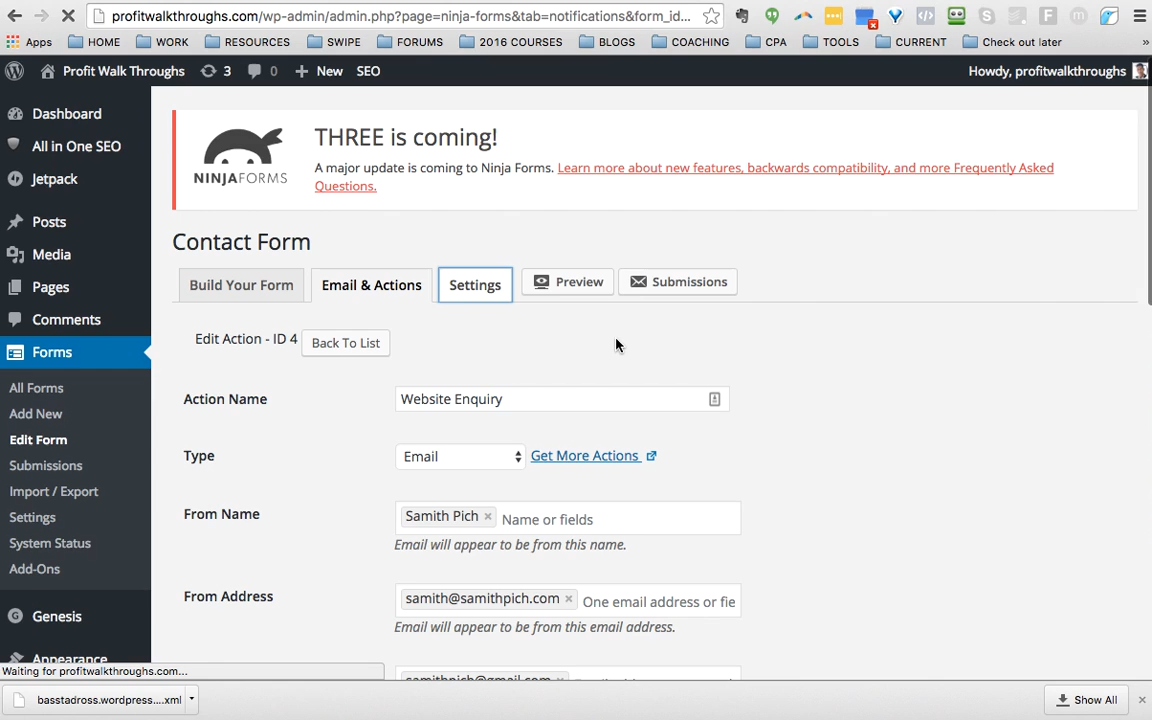 profitwalkthroughs.com/wp-admin/admin.php?page=ninja-forms&tab=notifications&form_id...
Apps HOME WORK RESOURCES SWIPE FORUMS 2016 COURSES BLOGS COACHING CPA TOOLS CURRENT Check out later »
Profit Walk Throughs 3 0 New SEO Howdy, profitwalkthroughs
Dashboard
All in One SEO
Jetpack
Posts
Media
Pages
Comments
Forms
All Forms
Add New
Edit Form
Submissions
Import / Export
Settings
System Status
Add-Ons
Genesis
Appearance
NINJAFORMS
THREE is coming!
A major update is coming to Ninja Forms. Learn more about new features, backwards compatibility, and more Frequently Asked
Questions.
Contact Form
Build Your Form Email & Actions Settings Preview Submissions
Edit Action - ID 4 Back To List
Action Name Website Enquiry
Type Email Get More Actions
From Name Samith Pich × Name or fields
Email will appear to be from this name.
From Address samith@samithpich.com × One email address or fie
Email will appear to be from this email address.
samithpich@gmail.com
Waiting for profitwalkthroughs.com...
basstadross.wordpress....xml Show All